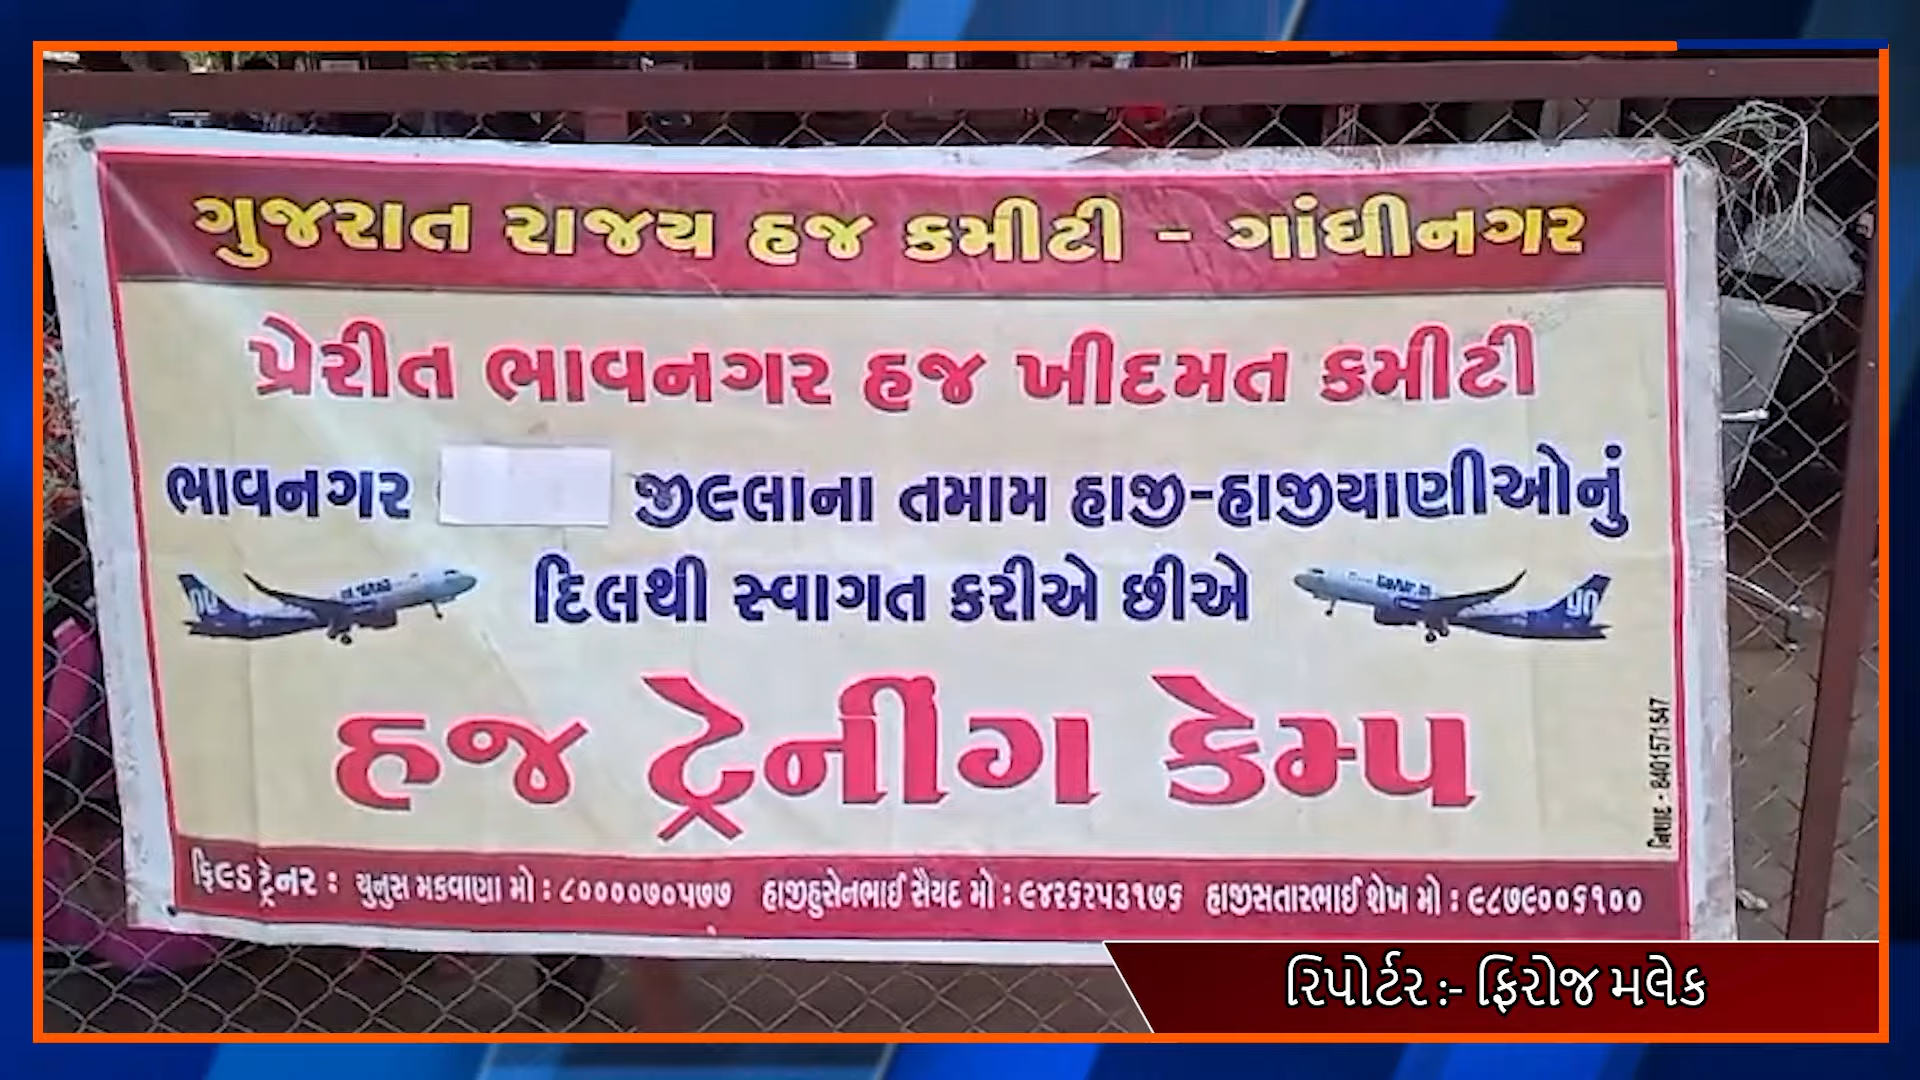 ગુજરાત રાજય હજ કમીટી - ગાંધીનગર
પ્રેરીત ભાવનગર હજ ખીદમત કમીટી
ભાવનગર જીલ્લાના તમામ હાજી-હાજીયાણીઓનું
દિલથી સ્વાગત કરીએ છીએ
હજ ટ્રેનીંગ કેમ્પ
ફિલ્ડ ટ્રેનર : યુનુસ મકવાણા મો : ૮૦૦૦૦૭૦૫૭૭ હાજીહુસેનભાઈ સૈયદ મો : ૯૪૨૬૨૫૩૧૭૬ હાજીસતારભાઈ શેખ મો : ૯૮૭૯૦૦૬૧૦૦
8401571547
રિપોર્ટર :- ફિરોજ મલેક